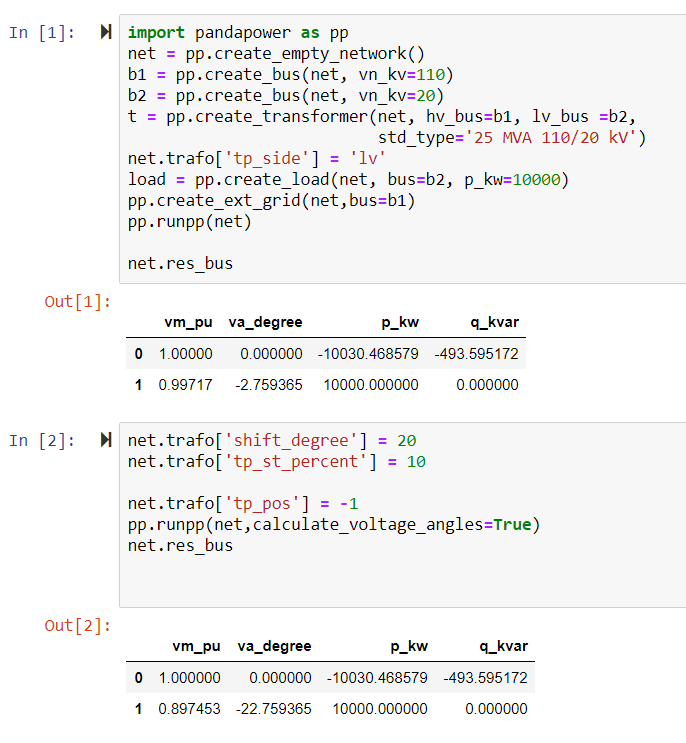 In [1]:
import pandapower as pp
net = pp.create_empty_network()
b1 = pp.create_bus(net, vn_kv=110)
b2 = pp.create_bus(net, vn_kv=20)
t = pp.create_transformer(net, hv_bus=b1, lv_bus =b2,
                          std_type='25 MVA 110/20 kV')
net.trafo['tp_side'] = 'lv'
load = pp.create_load(net, bus=b2, p_kw=10000)
pp.create_ext_grid(net,bus=b1)
pp.runpp(net)

net.res_bus
Out[1]:
vm_pu va_degree p_kw q_kvar
0 1.00000 0.000000 -10030.468579 -493.595172
1 0.99717 -2.759365 10000.000000 0.000000
In [2]:
net.trafo['shift_degree'] = 20
net.trafo['tp_st_percent'] = 10

net.trafo['tp_pos'] = -1
pp.runpp(net,calculate_voltage_angles=True)
net.res_bus
Out[2]:
vm_pu va_degree p_kw q_kvar
0 1.000000 0.000000 -10030.468579 -493.595172
1 0.897453 -22.759365 10000.000000 0.000000